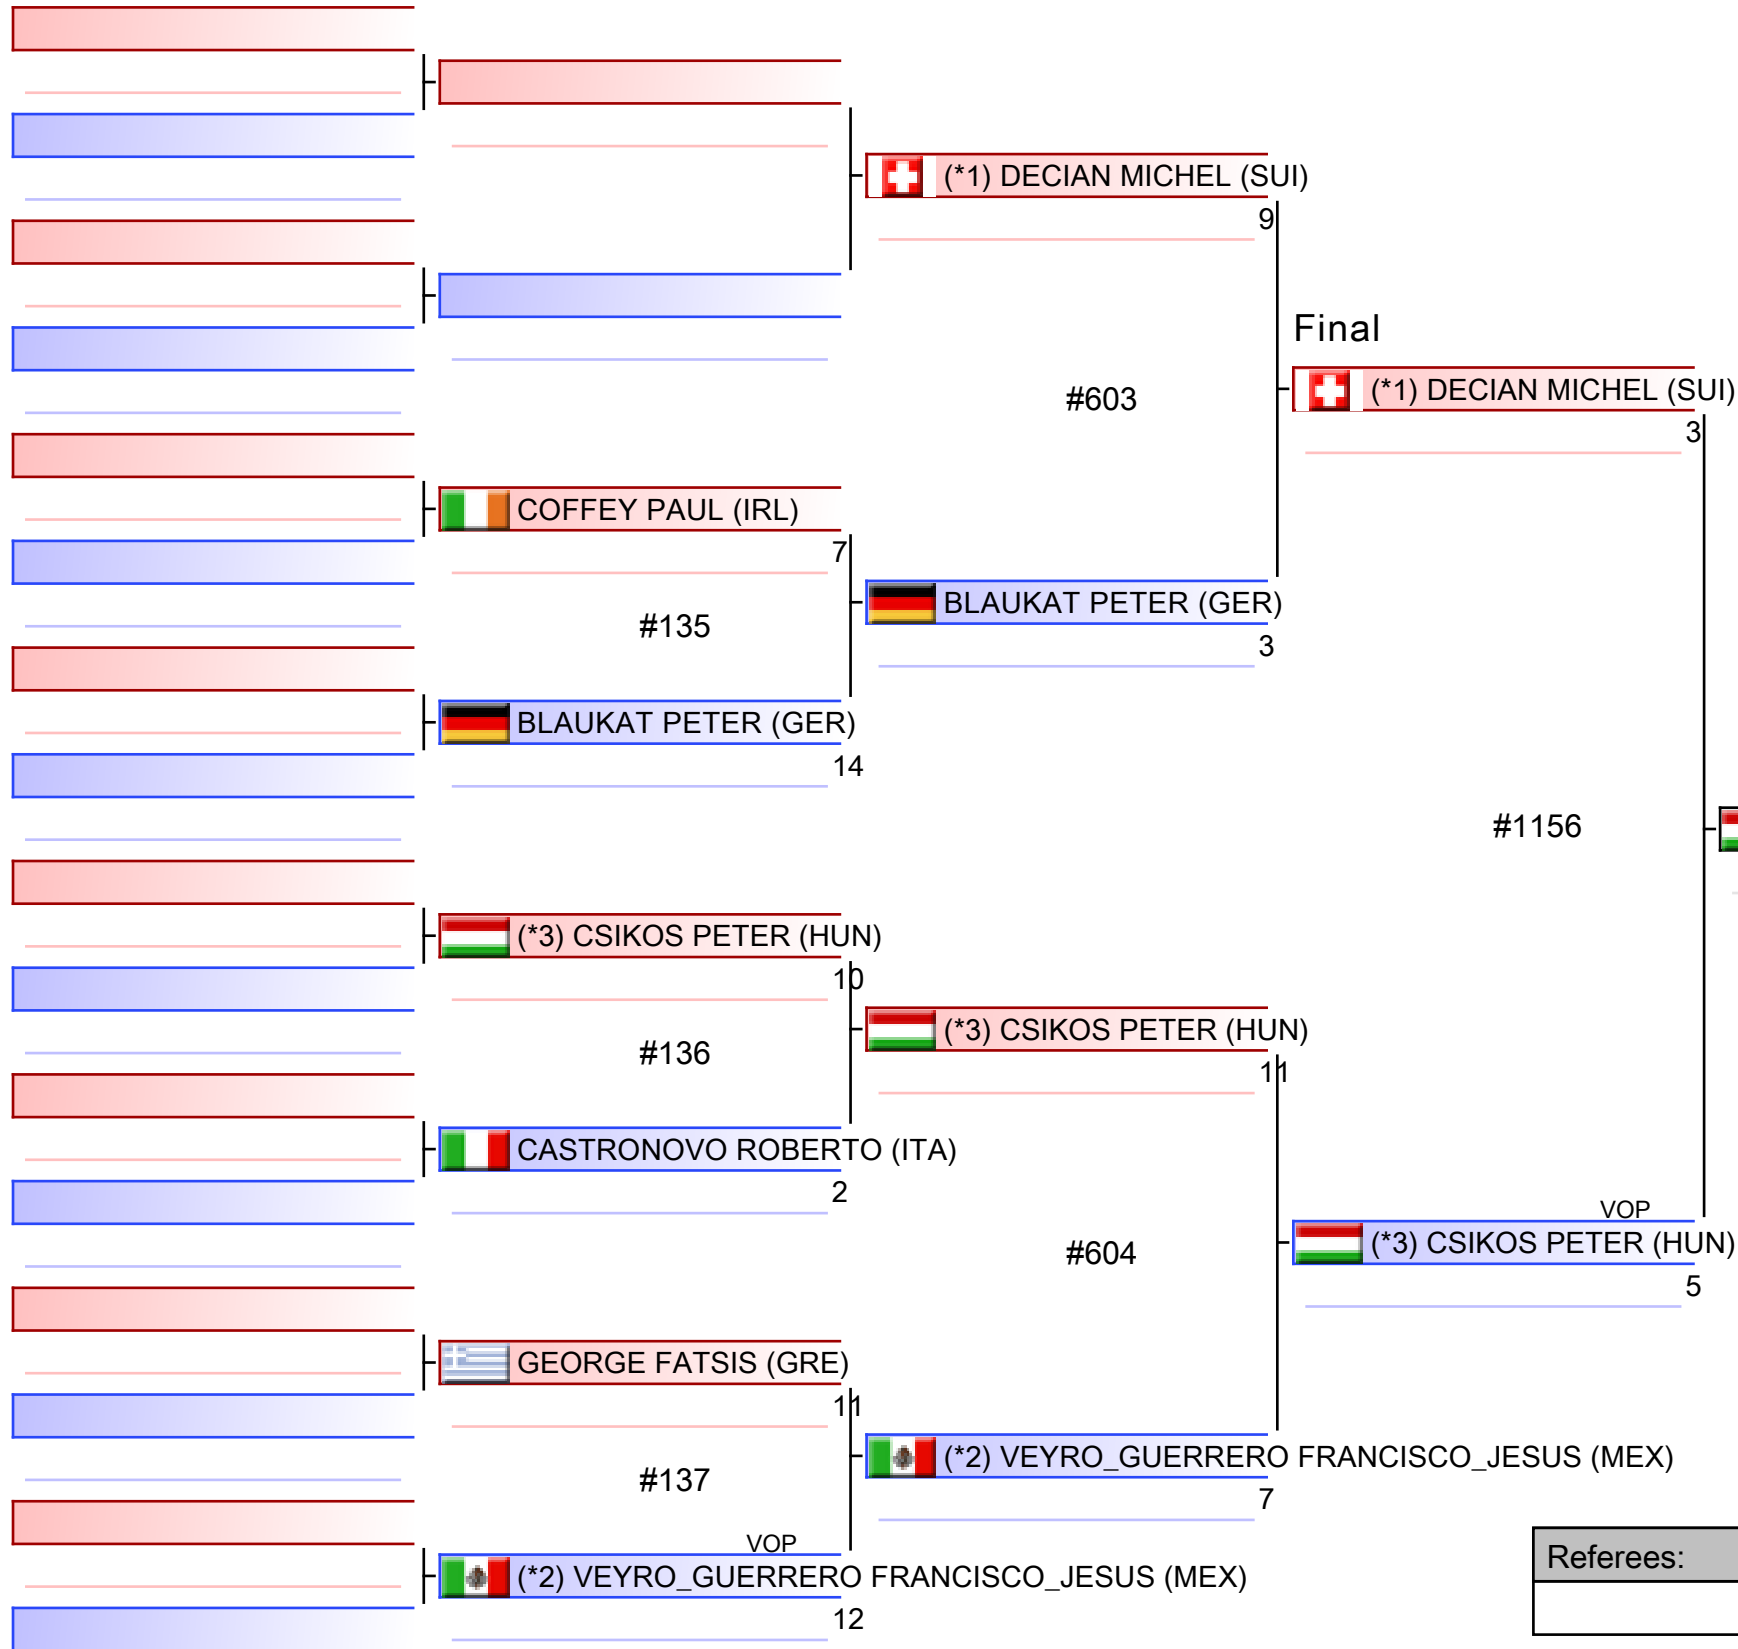 (*1) DECIAN MICHEL (SUI)
9
Final
#603
(*1) DECIAN MICHEL (SUI)
3
COFFEY PAUL (IRL)
7
BLAUKAT PETER (GER)
3
#135
BLAUKAT PETER (GER)
14
#1156
(*3) CSIKOS PETER (HUN)
10
(*3) CSIKOS PETER (HUN)
11
#136
CASTRONOVO ROBERTO (ITA)
2
#604
VOP
(*3) CSIKOS PETER (HUN)
5
GEORGE FATSIS (GRE)
11
(*2) VEYRO_GUERRERO FRANCISCO_JESUS (MEX)
7
#137
VOP
(*2) VEYRO_GUERRERO FRANCISCO_JESUS (MEX)
12
Referees: